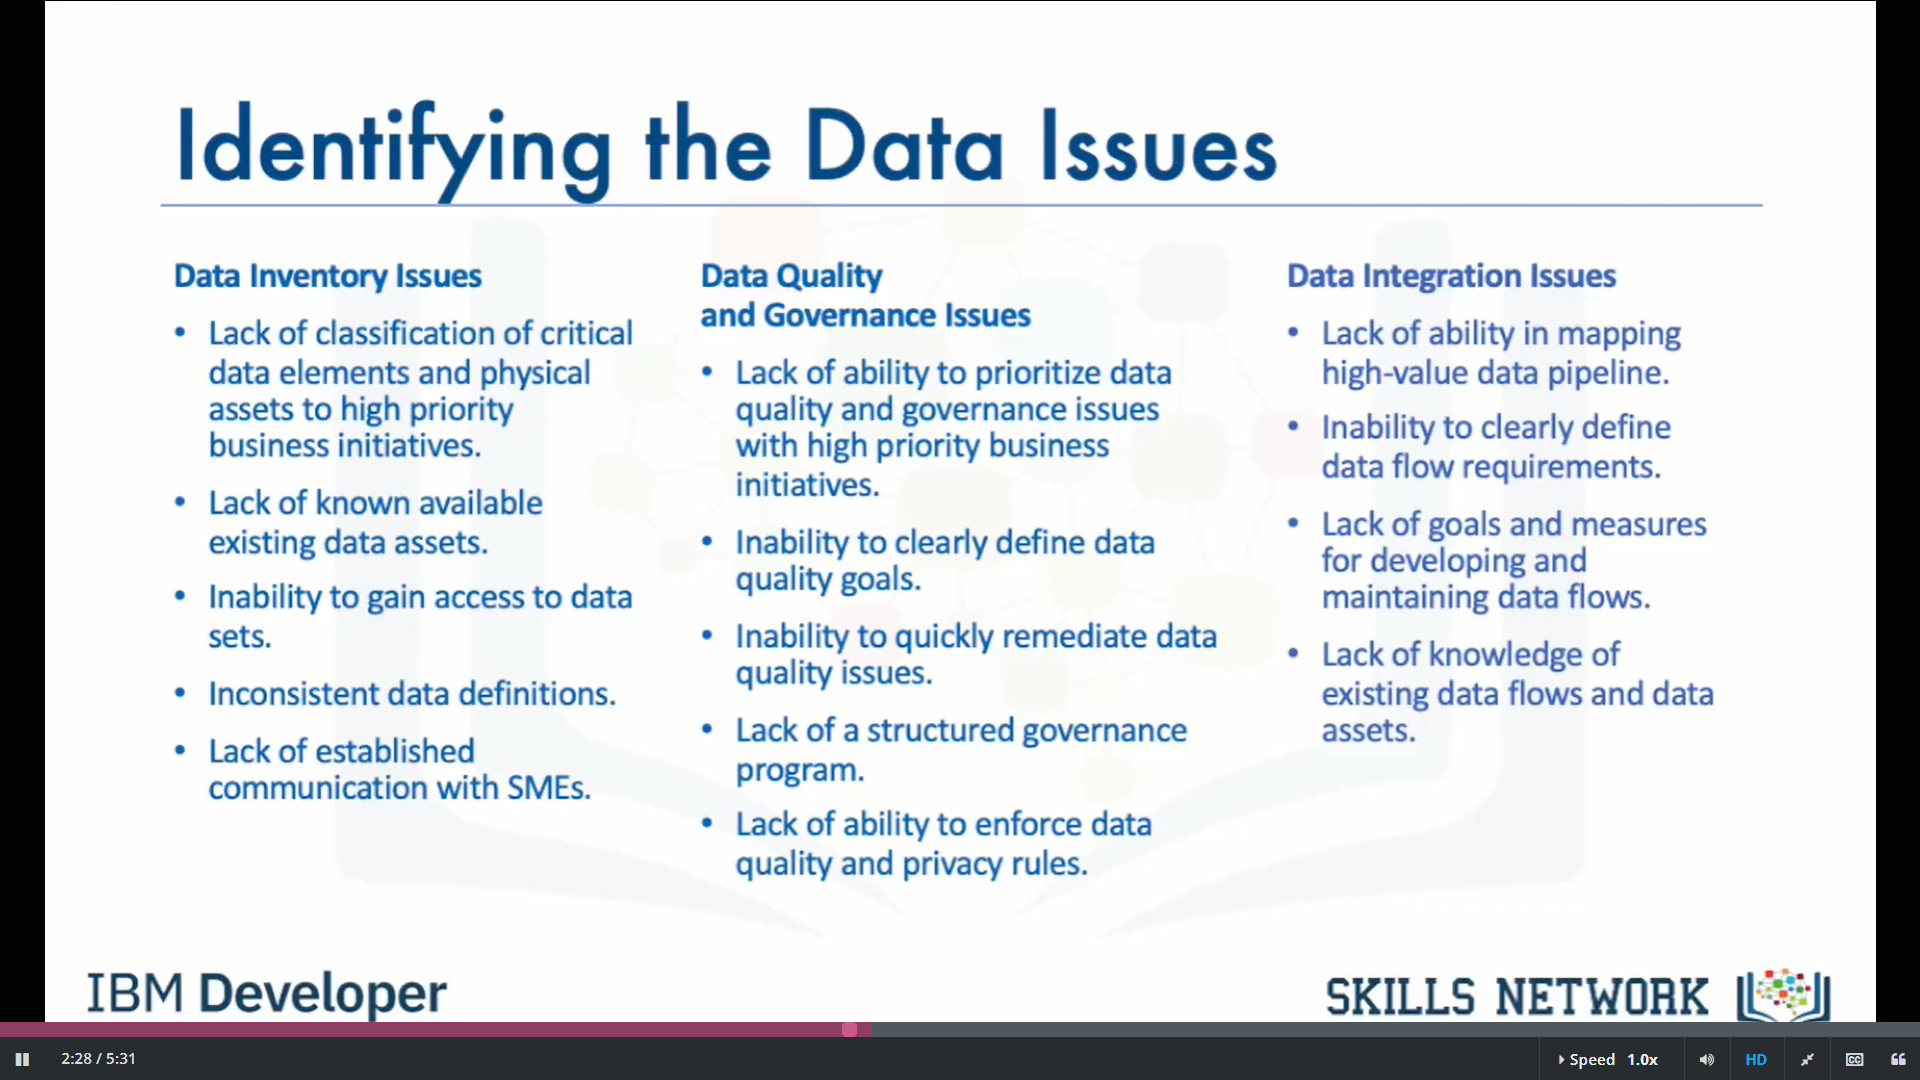 Identifying the Data Issues
Data Inventory Issues
• Lack of classification of critical
data elements and physical
assets to high priority
business initiatives.
• Lack of known available
existing data assets.
• Inability to gain access to data
sets.
• Inconsistent data definitions.
• Lack of established
communication with SMEs.
Data Quality
and Governance Issues
• Lack of ability to prioritize data
quality and governance issues
with high priority business
initiatives.
• Inability to clearly define data
quality goals.
• Inability to quickly remediate data
quality issues.
• Lack of a structured governance
program.
• Lack of ability to enforce data
quality and privacy rules.
Data Integration Issues
• Lack of ability in mapping
high-value data pipeline.
• Inability to clearly define
data flow requirements.
• Lack of goals and measures
for developing and
maintaining data flows.
• Lack of knowledge of
existing data flows and data
assets.
IBM Developer
SKILLS NETWORK
2:28 / 5:31
Speed 1.0x
HD
CC